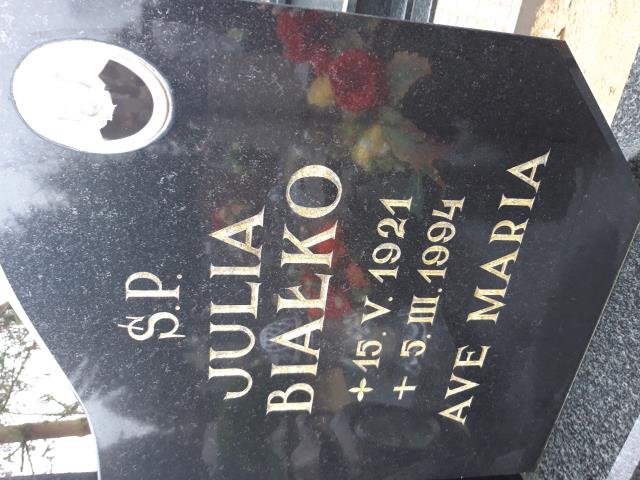 Ś.P.
JULIA
BIAŁKO
+ 15. V. 1921
+ 5. III. 1994
AVE MARIA